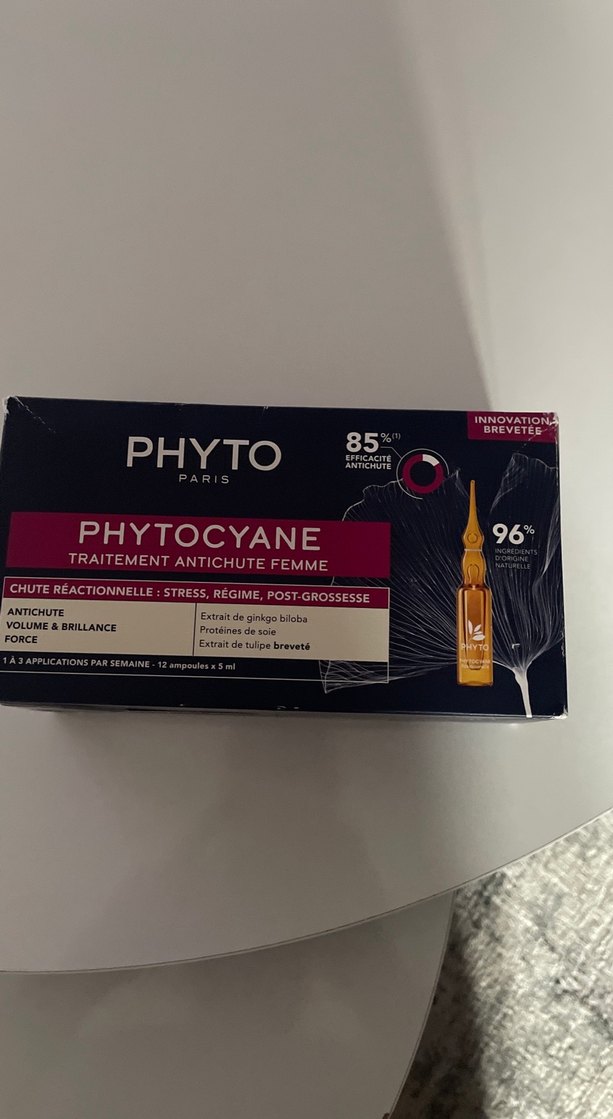 INNOVATION
BREVETÉE
PHYTO
PARIS
85%(1)
EFFICACITÉ
ANTICHUTE
PHYTOCYANE
TRAITEMENT ANTICHUTE FEMME
96%
INGRÉDIENTS
D'ORIGINE
NATURELLE
CHUTE RÉACTIONNELLE : STRESS, RÉGIME, POST-GROSSESSE
ANTICHUTE
VOLUME & BRILLANCE
FORCE
Extrait de ginkgo biloba
Protéines de soie
Extrait de tulipe breveté
1 À 3 APPLICATIONS PAR SEMAINE - 12 ampoules x 5 ml
PHYTO
PHYTOCYANE